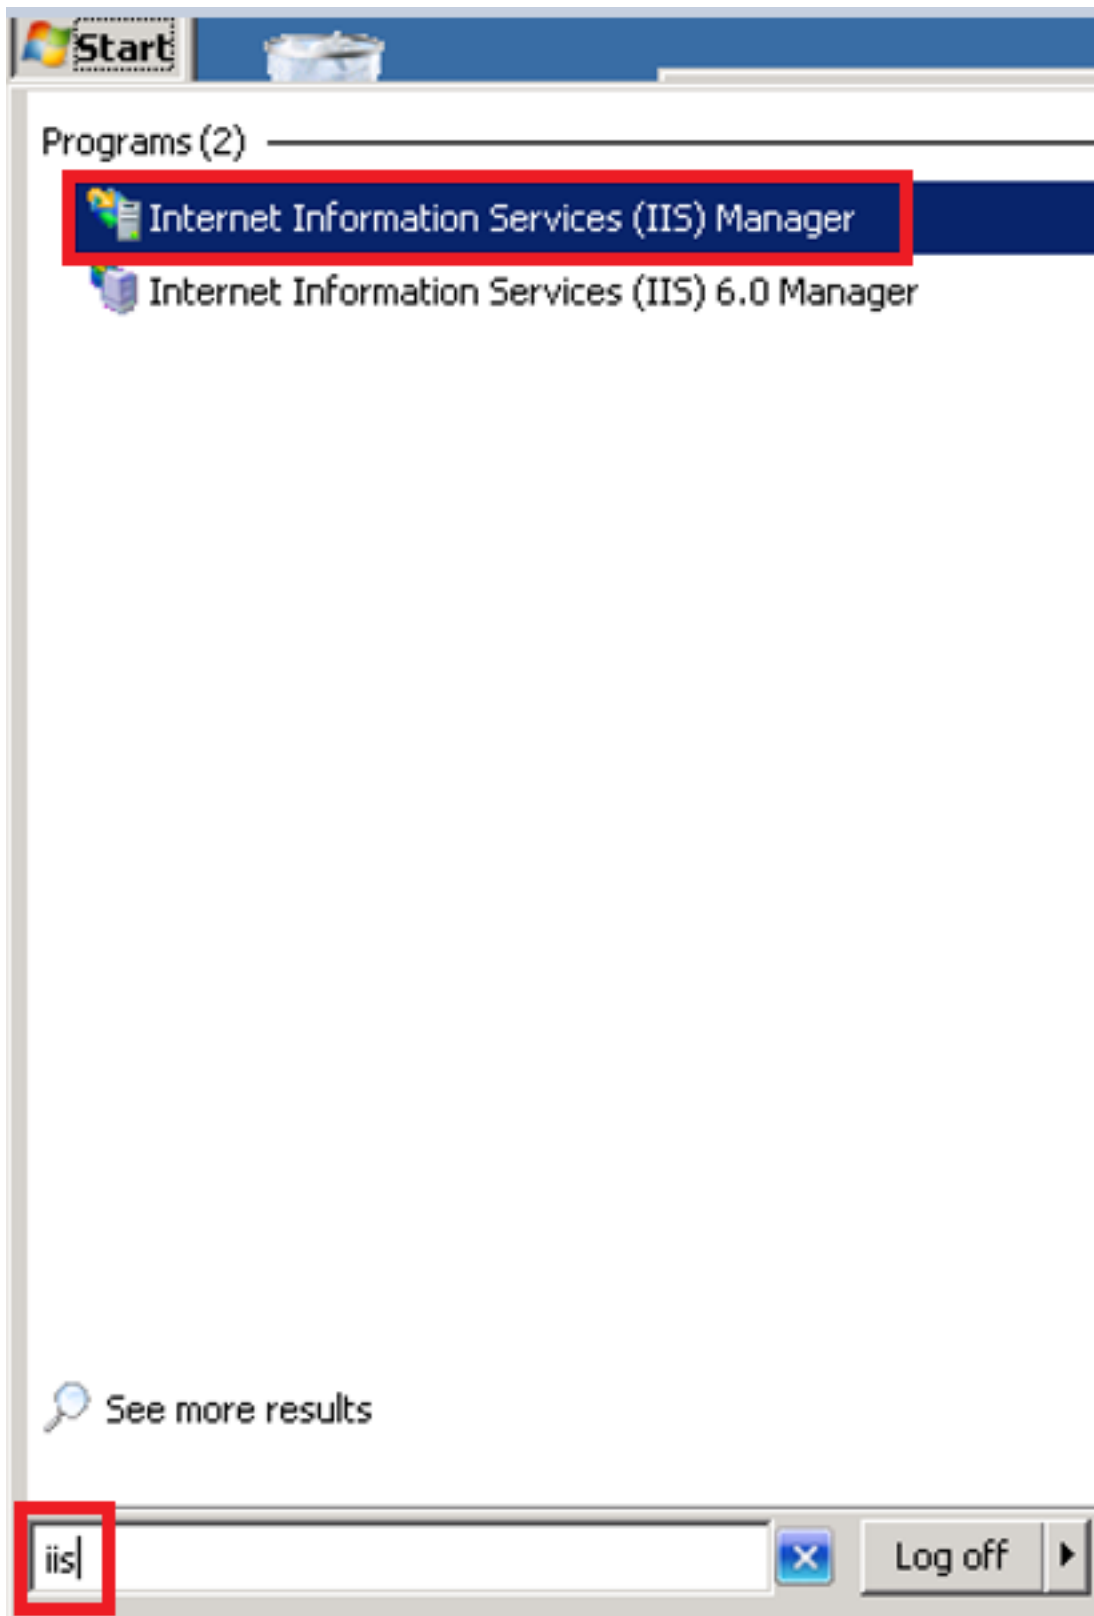 Start
Programs (2)
Internet Information Services (IIS) Manager
Internet Information Services (IIS) 6.0 Manager
See more results
iis
Log off